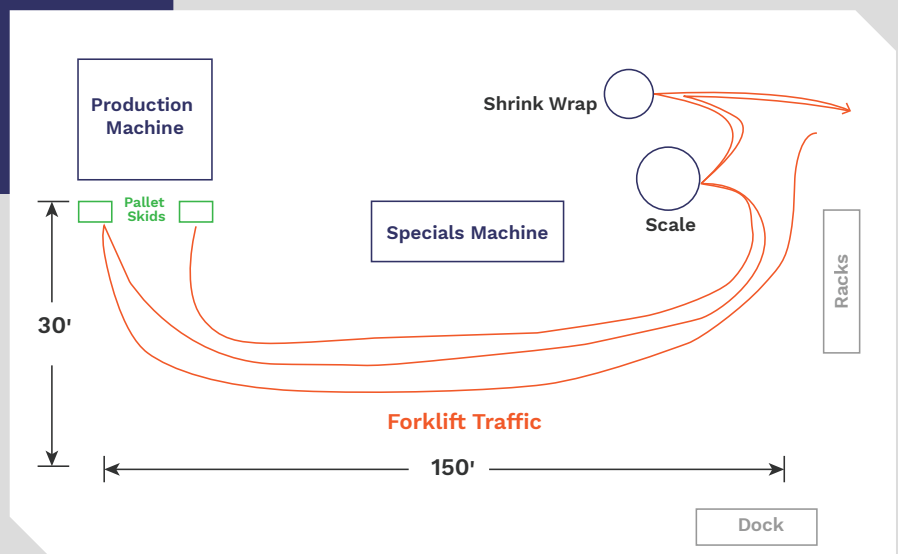 Production
Machine
Shrink Wrap
Pallet
Skids
Specials Machine
Scale
Racks
30'
Forklift Traffic
150'
Dock